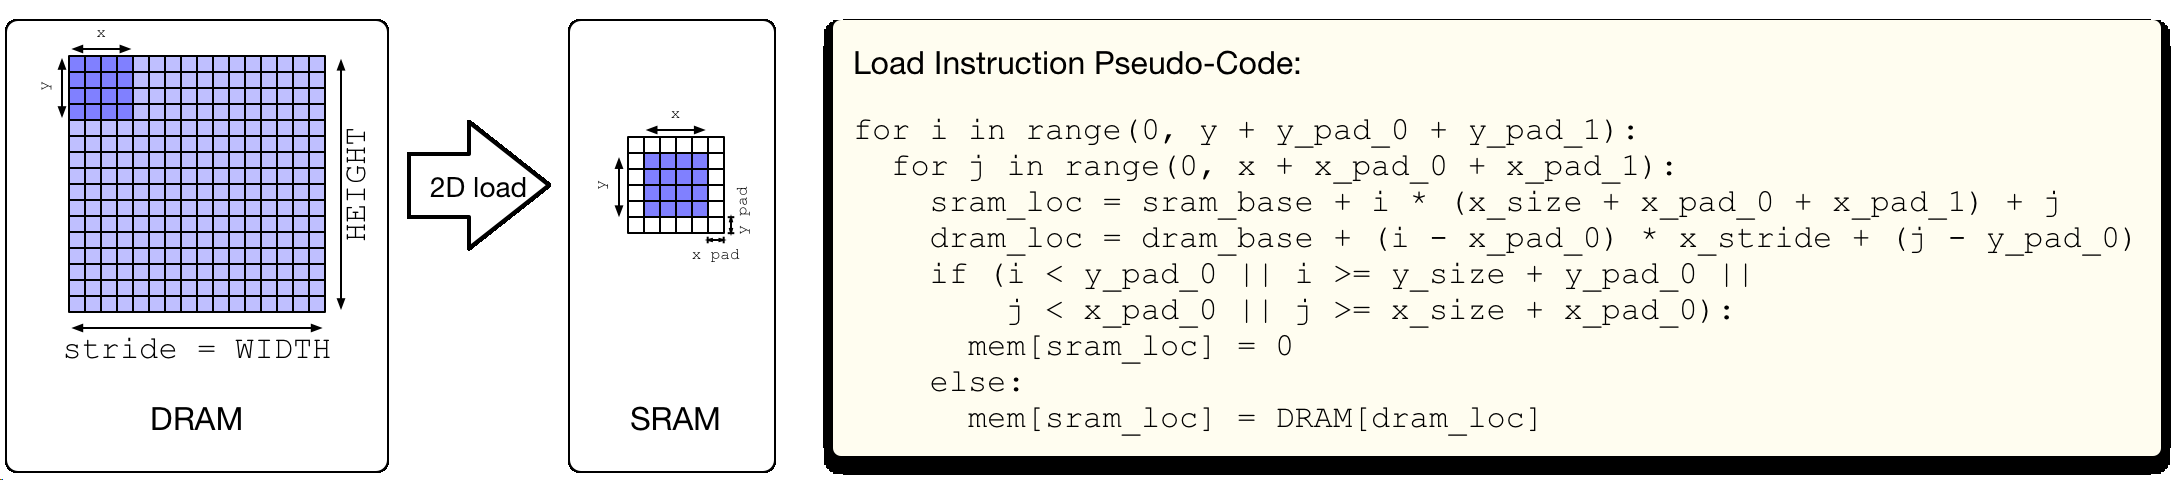 x
y
HEIGHT
stride = WIDTH
DRAM
2D load
x
y
y pad
x pad
SRAM
Load Instruction Pseudo-Code:
for i in range(0, y + y_pad_0 + y_pad_1):
  for j in range(0, x + x_pad_0 + x_pad_1):
    sram_loc = sram_base + i * (x_size + x_pad_0 + x_pad_1) + j
    dram_loc = dram_base + (i - x_pad_0) * x_stride + (j - y_pad_0)
    if (i < y_pad_0 || i >= y_size + y_pad_0 ||
        j < x_pad_0 || j >= x_size + x_pad_0):
      mem[sram_loc] = 0
    else:
      mem[sram_loc] = DRAM[dram_loc]